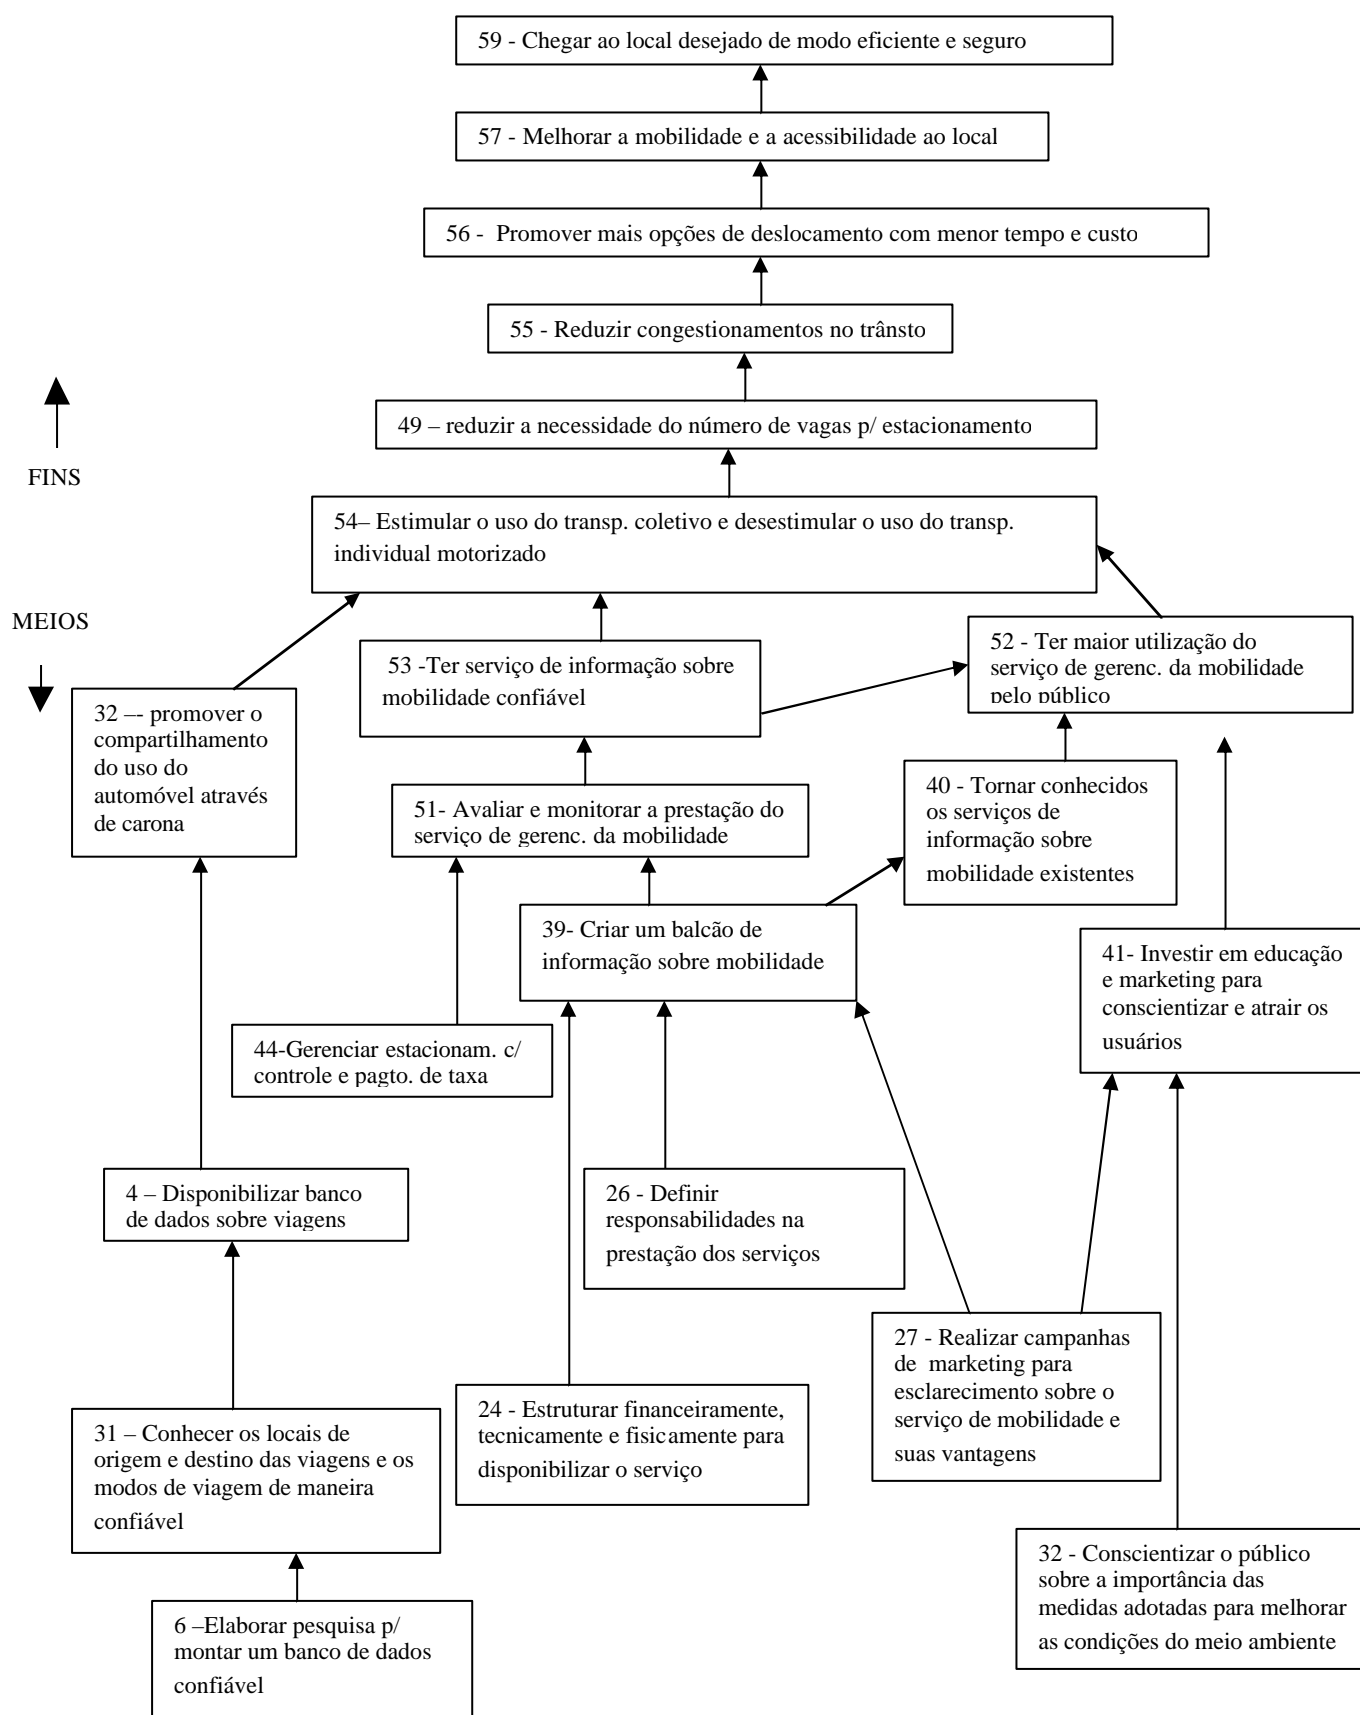 59 - Chegar ao local desejado de modo eficiente e seguro
57 - Melhorar a mobilidade e a acessibilidade ao local
56 -  Promover mais opções de deslocamento com menor tempo e custo
55 - Reduzir congestionamentos no trânsto
49 – reduzir a necessidade do número de vagas p/ estacionamento
FINS
54– Estimular o uso do transp. coletivo e desestimular o uso do transp.
individual motorizado
MEIOS
53 -Ter serviço de informação sobre
mobilidade confiável
52 - Ter maior utilização do
serviço de gerenc. da mobilidade
pelo público
32 –- promover o
compartilhamento
do uso do
automóvel através
de carona
51- Avaliar e monitorar a prestação do
serviço de gerenc. da mobilidade
40 - Tornar conhecidos
os serviços de
informação sobre
mobilidade existentes
39- Criar um balcão de
informação sobre mobilidade
41- Investir em educação
e marketing para
conscientizar e atrair os
usuários
44-Gerenciar estacionam. c/
controle e pagto. de taxa
4 – Disponibilizar banco
de dados sobre viagens
26 - Definir
responsabilidades na
prestação dos serviços
27 - Realizar campanhas
de  marketing para
esclarecimento sobre o
serviço de mobilidade e
suas vantagens
24 - Estruturar financeiramente,
tecnicamente e fisicamente para
disponibilizar o serviço
31 – Conhecer os locais de
origem e destino das viagens e os
modos de viagem de maneira
confiável
32 - Conscientizar o público
sobre a importância das
medidas adotadas para melhorar
as condições do meio ambiente
6 –Elaborar pesquisa p/
montar um banco de dados
confiável